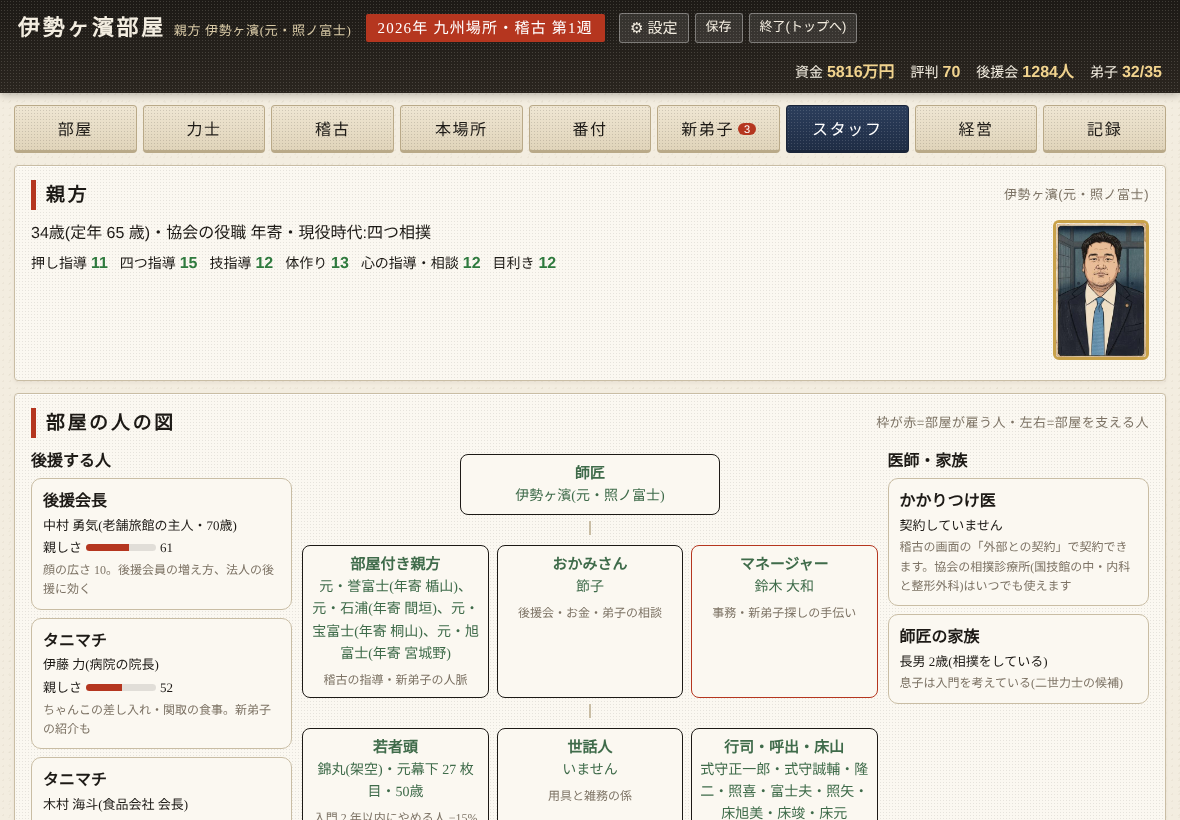 伊勢ヶ濱部屋 親方 伊勢ヶ濱(元・照ノ富士) 2026年 九州場所・稽古 第1週 ⚙ 設定 保存 終了(トップへ)
資金 5816万円 評判 70 後援会 1284人 弟子 32/35
部屋 力士 稽古 本場所 番付 新弟子 3 スタッフ 経営 記録
親方 伊勢ヶ濱(元・照ノ富士)
34歳(定年 65 歳)・協会の役職 年寄・現役時代:四つ相撲
押し指導 11 四つ指導 15 技指導 12 体作り 13 心の指導・相談 12 目利き 12
部屋の人の図 枠が赤=部屋が雇う人・左右=部屋を支える人
後援する人
後援会長
中村 勇気(老舗旅館の主人・70歳)
親しさ 61
顔の広さ 10。後援会員の増え方、法人の後
援に効く
タニマチ
伊藤 力(病院の院長)
親しさ 52
ちゃんこの差し入れ・関取の食事。新弟子
の紹介も
タニマチ
木村 海斗(食品会社 会長)
師匠
伊勢ヶ濱(元・照ノ富士)
部屋付き親方
元・誉富士(年寄 楯山)、
元・石浦(年寄 間垣)、元・
宝富士(年寄 桐山)、元・旭
富士(年寄 宮城野)
稽古の指導・新弟子の人脈
おかみさん
節子
後援会・お金・弟子の相談
マネージャー
鈴木 大和
事務・新弟子探しの手伝い
若者頭
錦丸(架空)・元幕下 27 枚
目・50歳
入門 2 年以内にやめる人 −15%
世話人
いません
用具と雑務の係
行司・呼出・床山
式守正一郎・式守誠輔・隆
二・照喜・富士夫・照矢・
床旭美・床竣・床元
医師・家族
かかりつけ医
契約していません
稽古の画面の「外部との契約」で契約でき
ます。協会の相撲診療所(国技館の中・内科
と整形外科)はいつでも使えます
師匠の家族
長男 2歳(相撲をしている)
息子は入門を考えている(二世力士の候補)